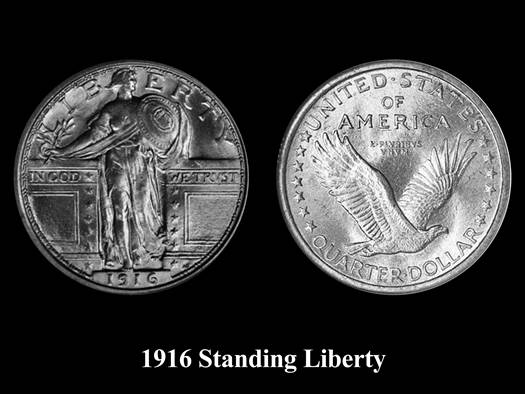 LIBERTY
IN GOD WE TRUST
1916
UNITED·STATES
OF
AMERICA
E·PLURIBUS
UNUM
QUARTER·DOLLAR
1916 Standing Liberty